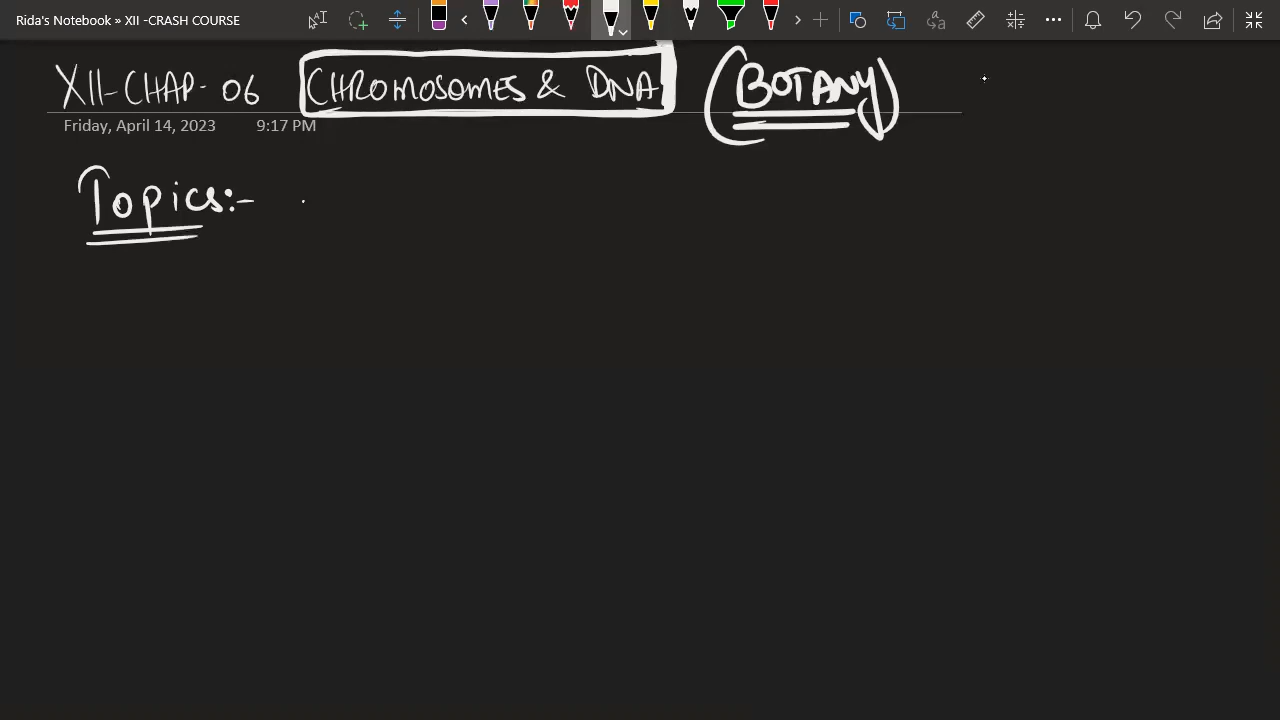 Rida's Notebook » XII -CRASH COURSE
XII-CHAP-06 CHROMOSOMES & DNA (BOTANY)
Friday, April 14, 2023 9:17 PM
Topics:-